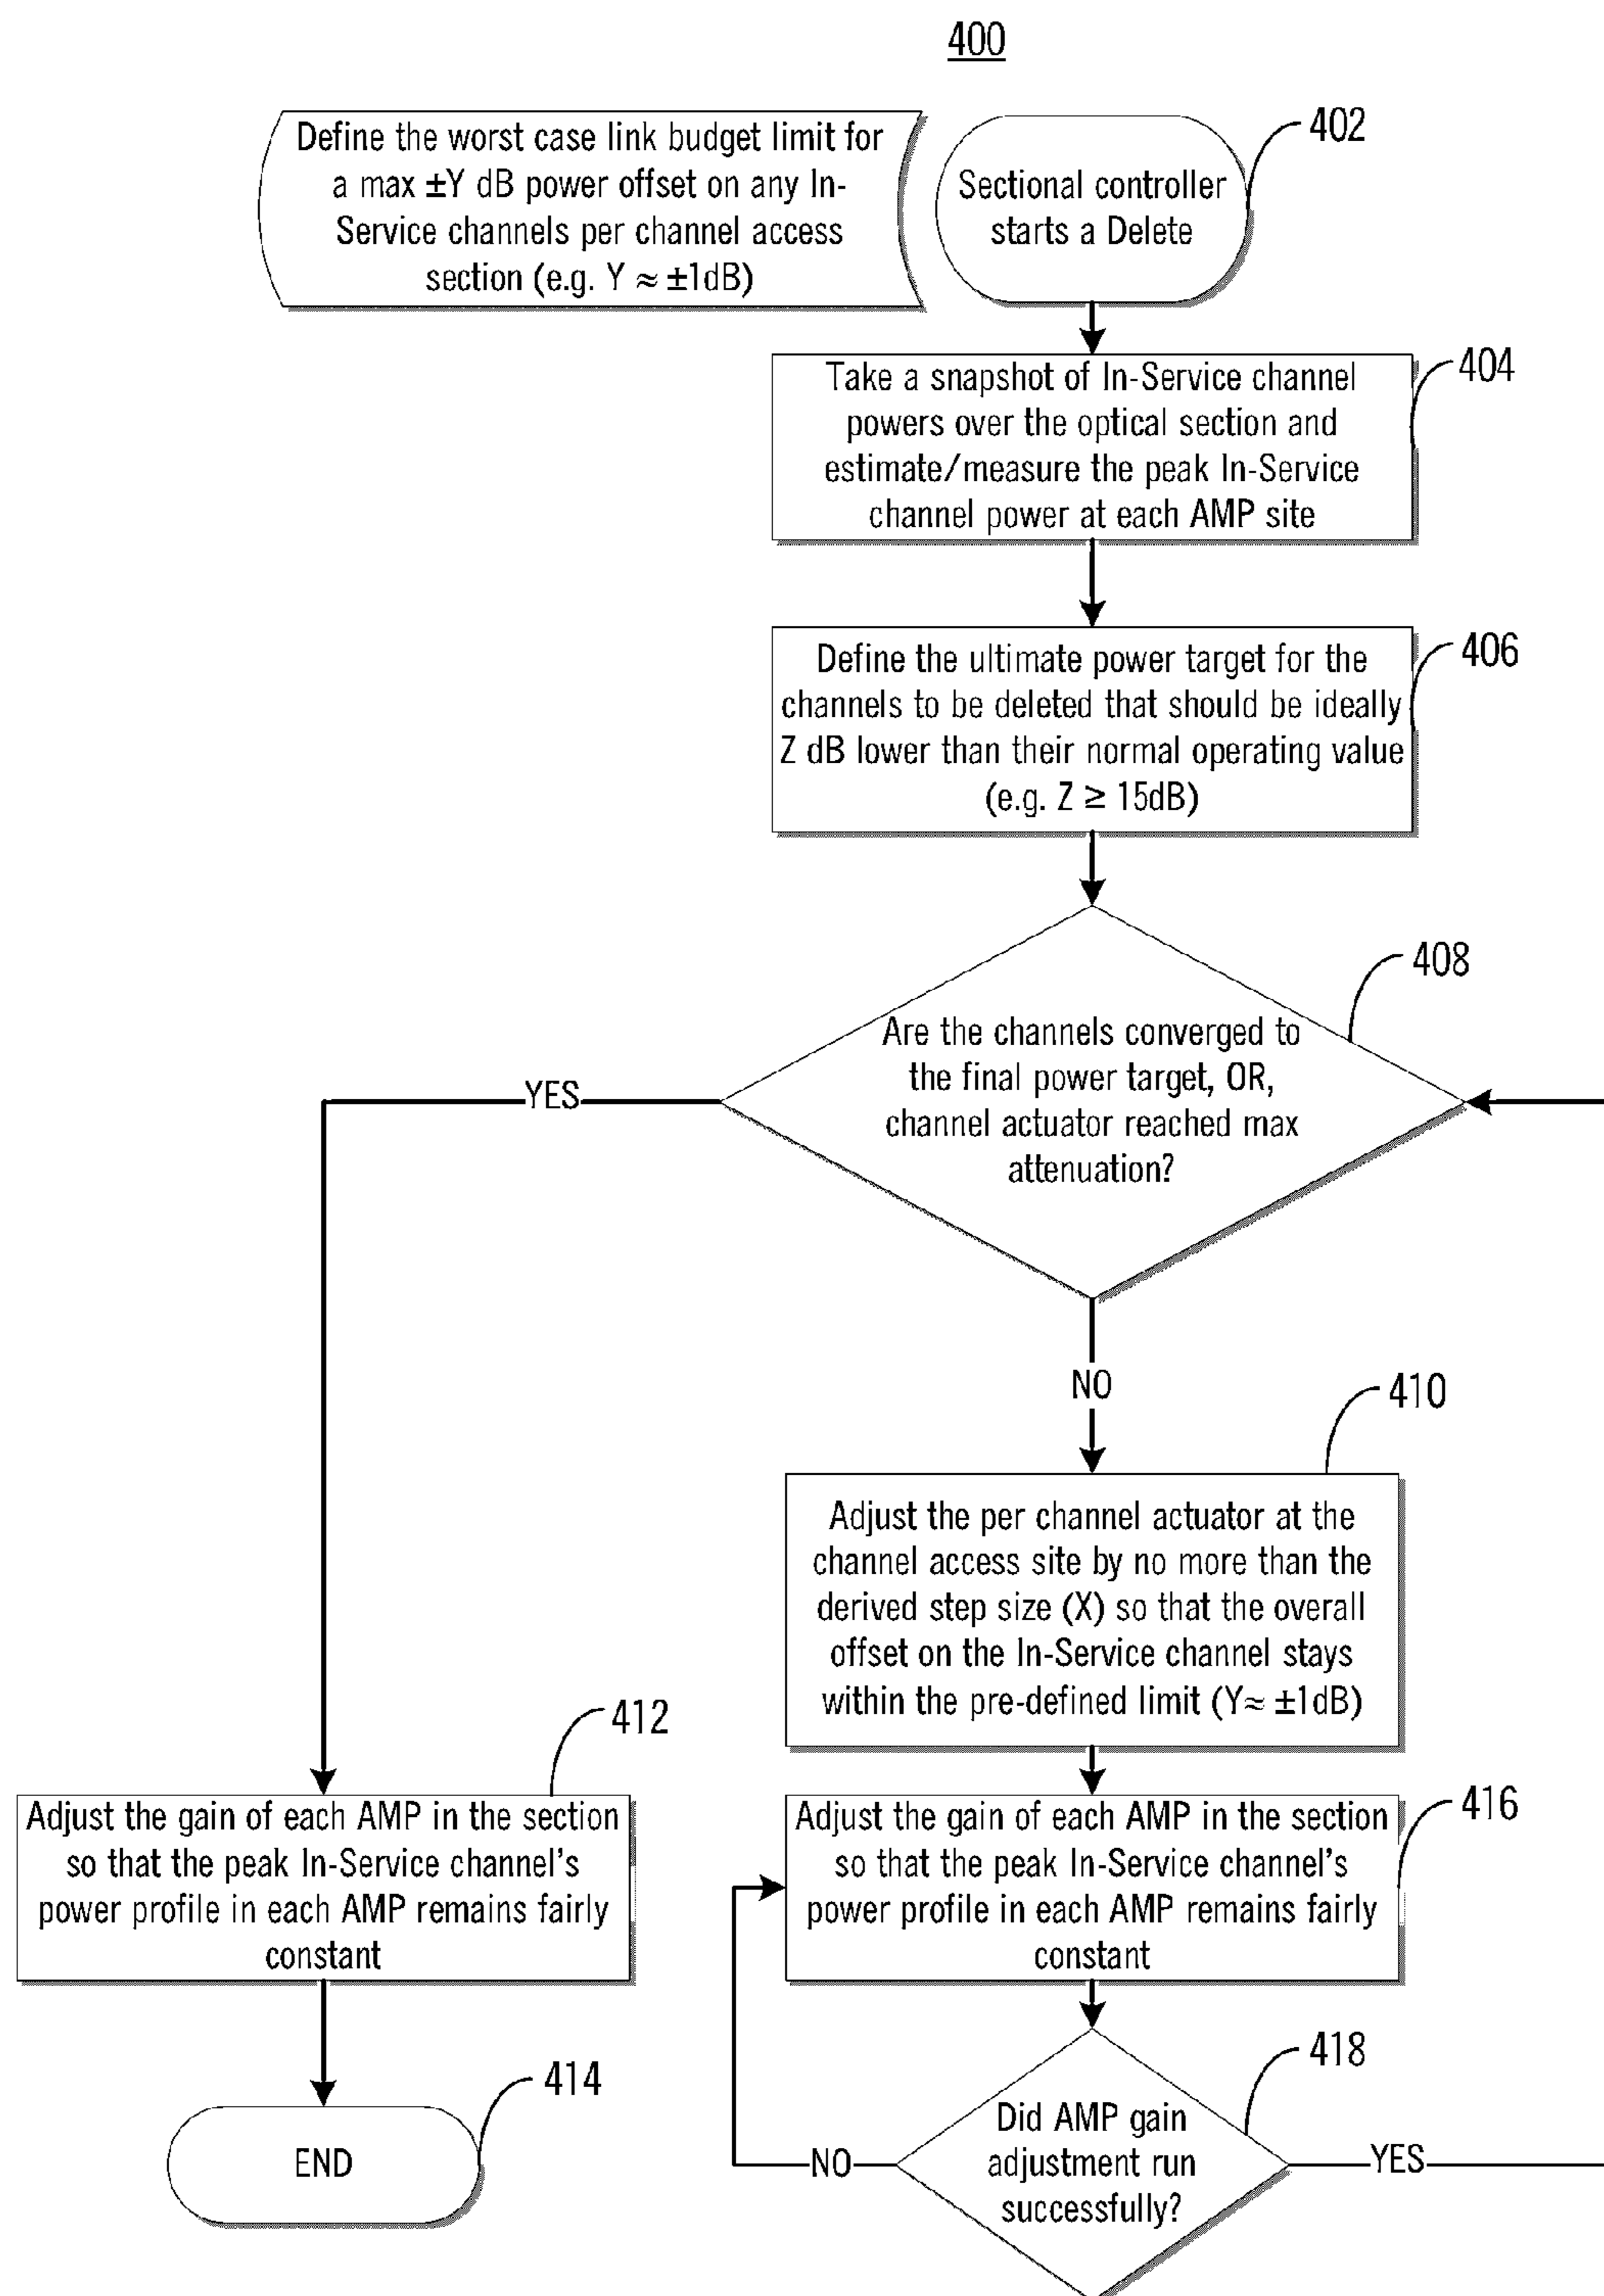 400
Define the worst case link budget limit for
a max ±Y dB power offset on any In-
Service channels per channel access
section (e.g. Y ≈ ±1dB)
402
Sectional controller
starts a Delete
404
Take a snapshot of In-Service channel
powers over the optical section and
estimate/measure the peak In-Service
channel power at each AMP site
406
Define the ultimate power target for the
channels to be deleted that should be ideally
Z dB lower than their normal operating value
(e.g. Z ≥ 15dB)
408
Are the channels converged to
the final power target, OR,
channel actuator reached max
attenuation?
YES
NO
410
Adjust the per channel actuator at the
channel access site by no more than the
derived step size (X) so that the overall
offset on the In-Service channel stays
within the pre-defined limit (Y≈ ±1dB)
412
Adjust the gain of each AMP in the section
so that the peak In-Service channel's
power profile in each AMP remains fairly
constant
416
Adjust the gain of each AMP in the section
so that the peak In-Service channel's
power profile in each AMP remains fairly
constant
414
END
418
Did AMP gain
adjustment run
successfully?
NO
YES